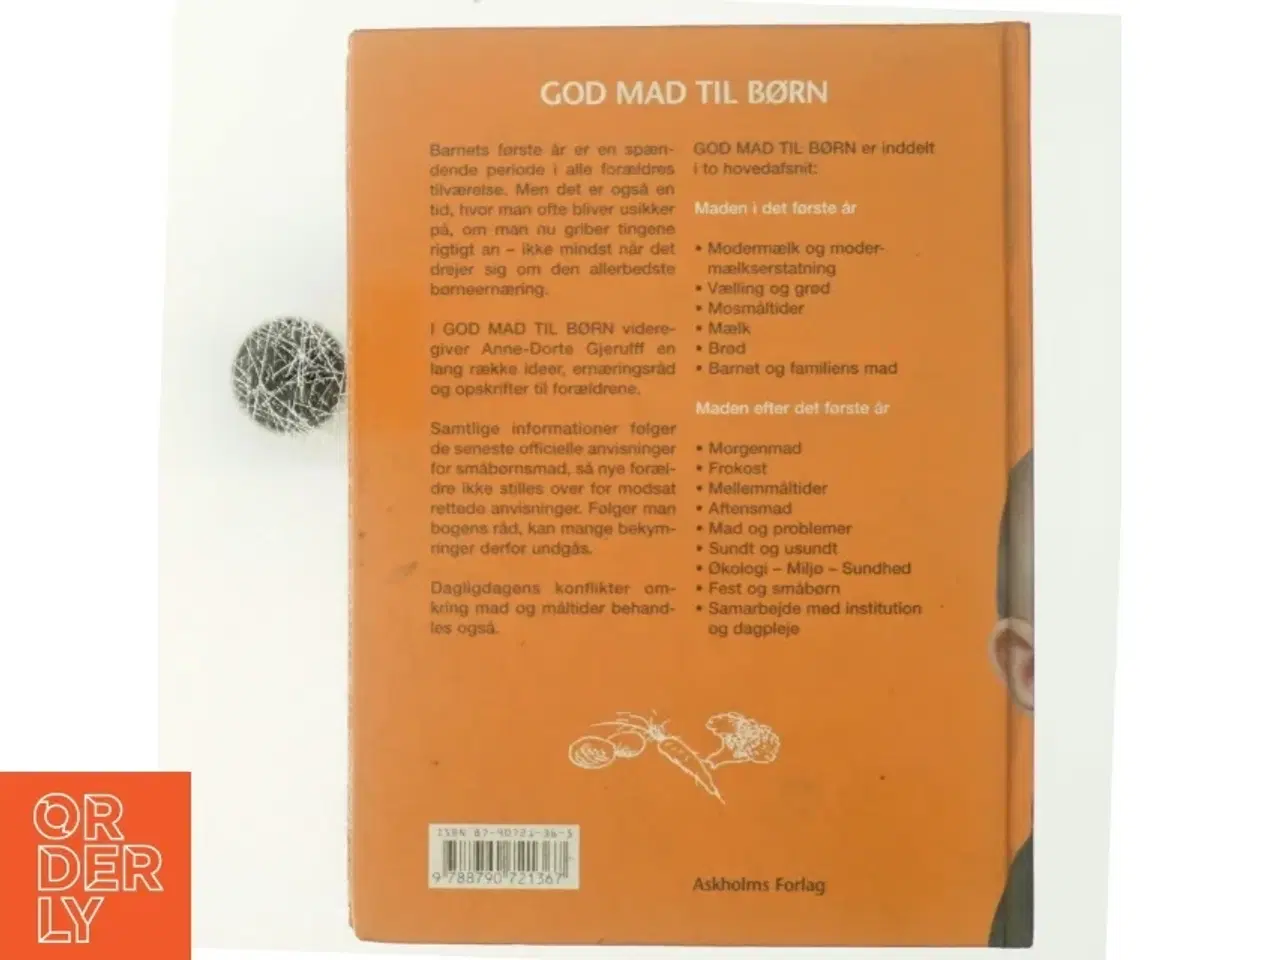 GOD MAD TIL BØRN
Barnets første år er en spæn-
dende periode i alle forældres
tilværelse. Men det er også en
tid, hvor man ofte bliver usikker
på, om man nu griber tingene
rigtigt an – ikke mindst når det
drejer sig om den allerbedste
børneernæring.
I GOD MAD TIL BØRN videre-
giver Anne-Dorte Gjerulff en
lang række ideer, ernæringsråd
og opskrifter til forældrene.
Samtlige informationer følger
de seneste officielle anvisninger
for småbørnsmad, så nye foræl-
dre ikke stilles over for modsat
rettede anvisninger. Følger man
bogens råd, kan mange bekym-
ringer derfor undgås.
Dagligdagens konflikter om-
kring mad og måltider behand-
les også.
GOD MAD TIL BØRN er inddelt
i to hovedafsnit:
Maden i det første år
• Modermælk og moder-
mælkserstatning
• Vælling og grød
• Mosmåltider
• Mælk
• Brød
• Barnet og familiens mad
Maden efter det første år
• Morgenmad
• Frokost
• Mellemmåltider
• Aftensmad
• Mad og problemer
• Sundt og usundt
• Økologi – Miljø – Sundhed
• Fest og småbørn
• Samarbejde med institution
og dagpleje
ISBN 87-90721-36-5
9 788790 721367
Askholms Forlag
OR
DER
LY